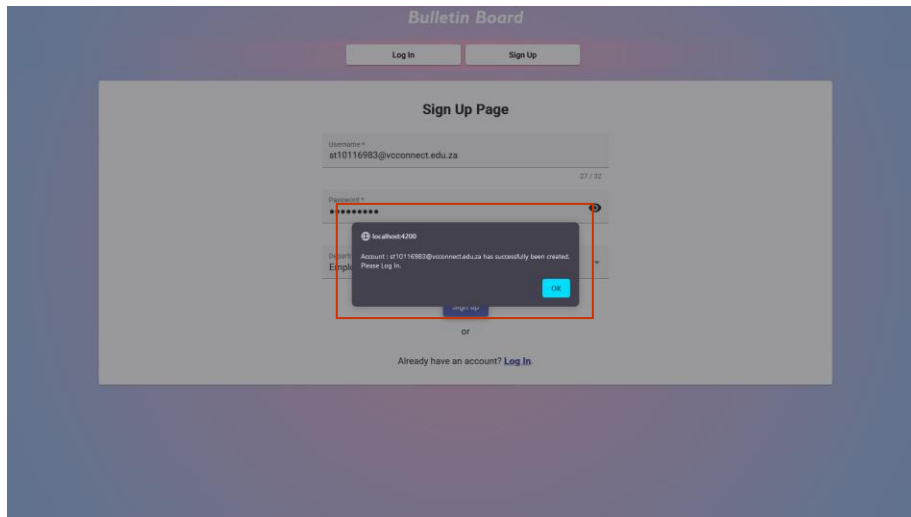 Bulletin Board
Log In
Sign Up
Sign Up Page
Username *
st10116983@vcconnect.edu.za
27 / 32
Password *
localhost:4200
Account : st10116983@vcconnect.edu.za has successfully been created.
Please Log In.
OK
Sign up
or
Already have an account? Log In.